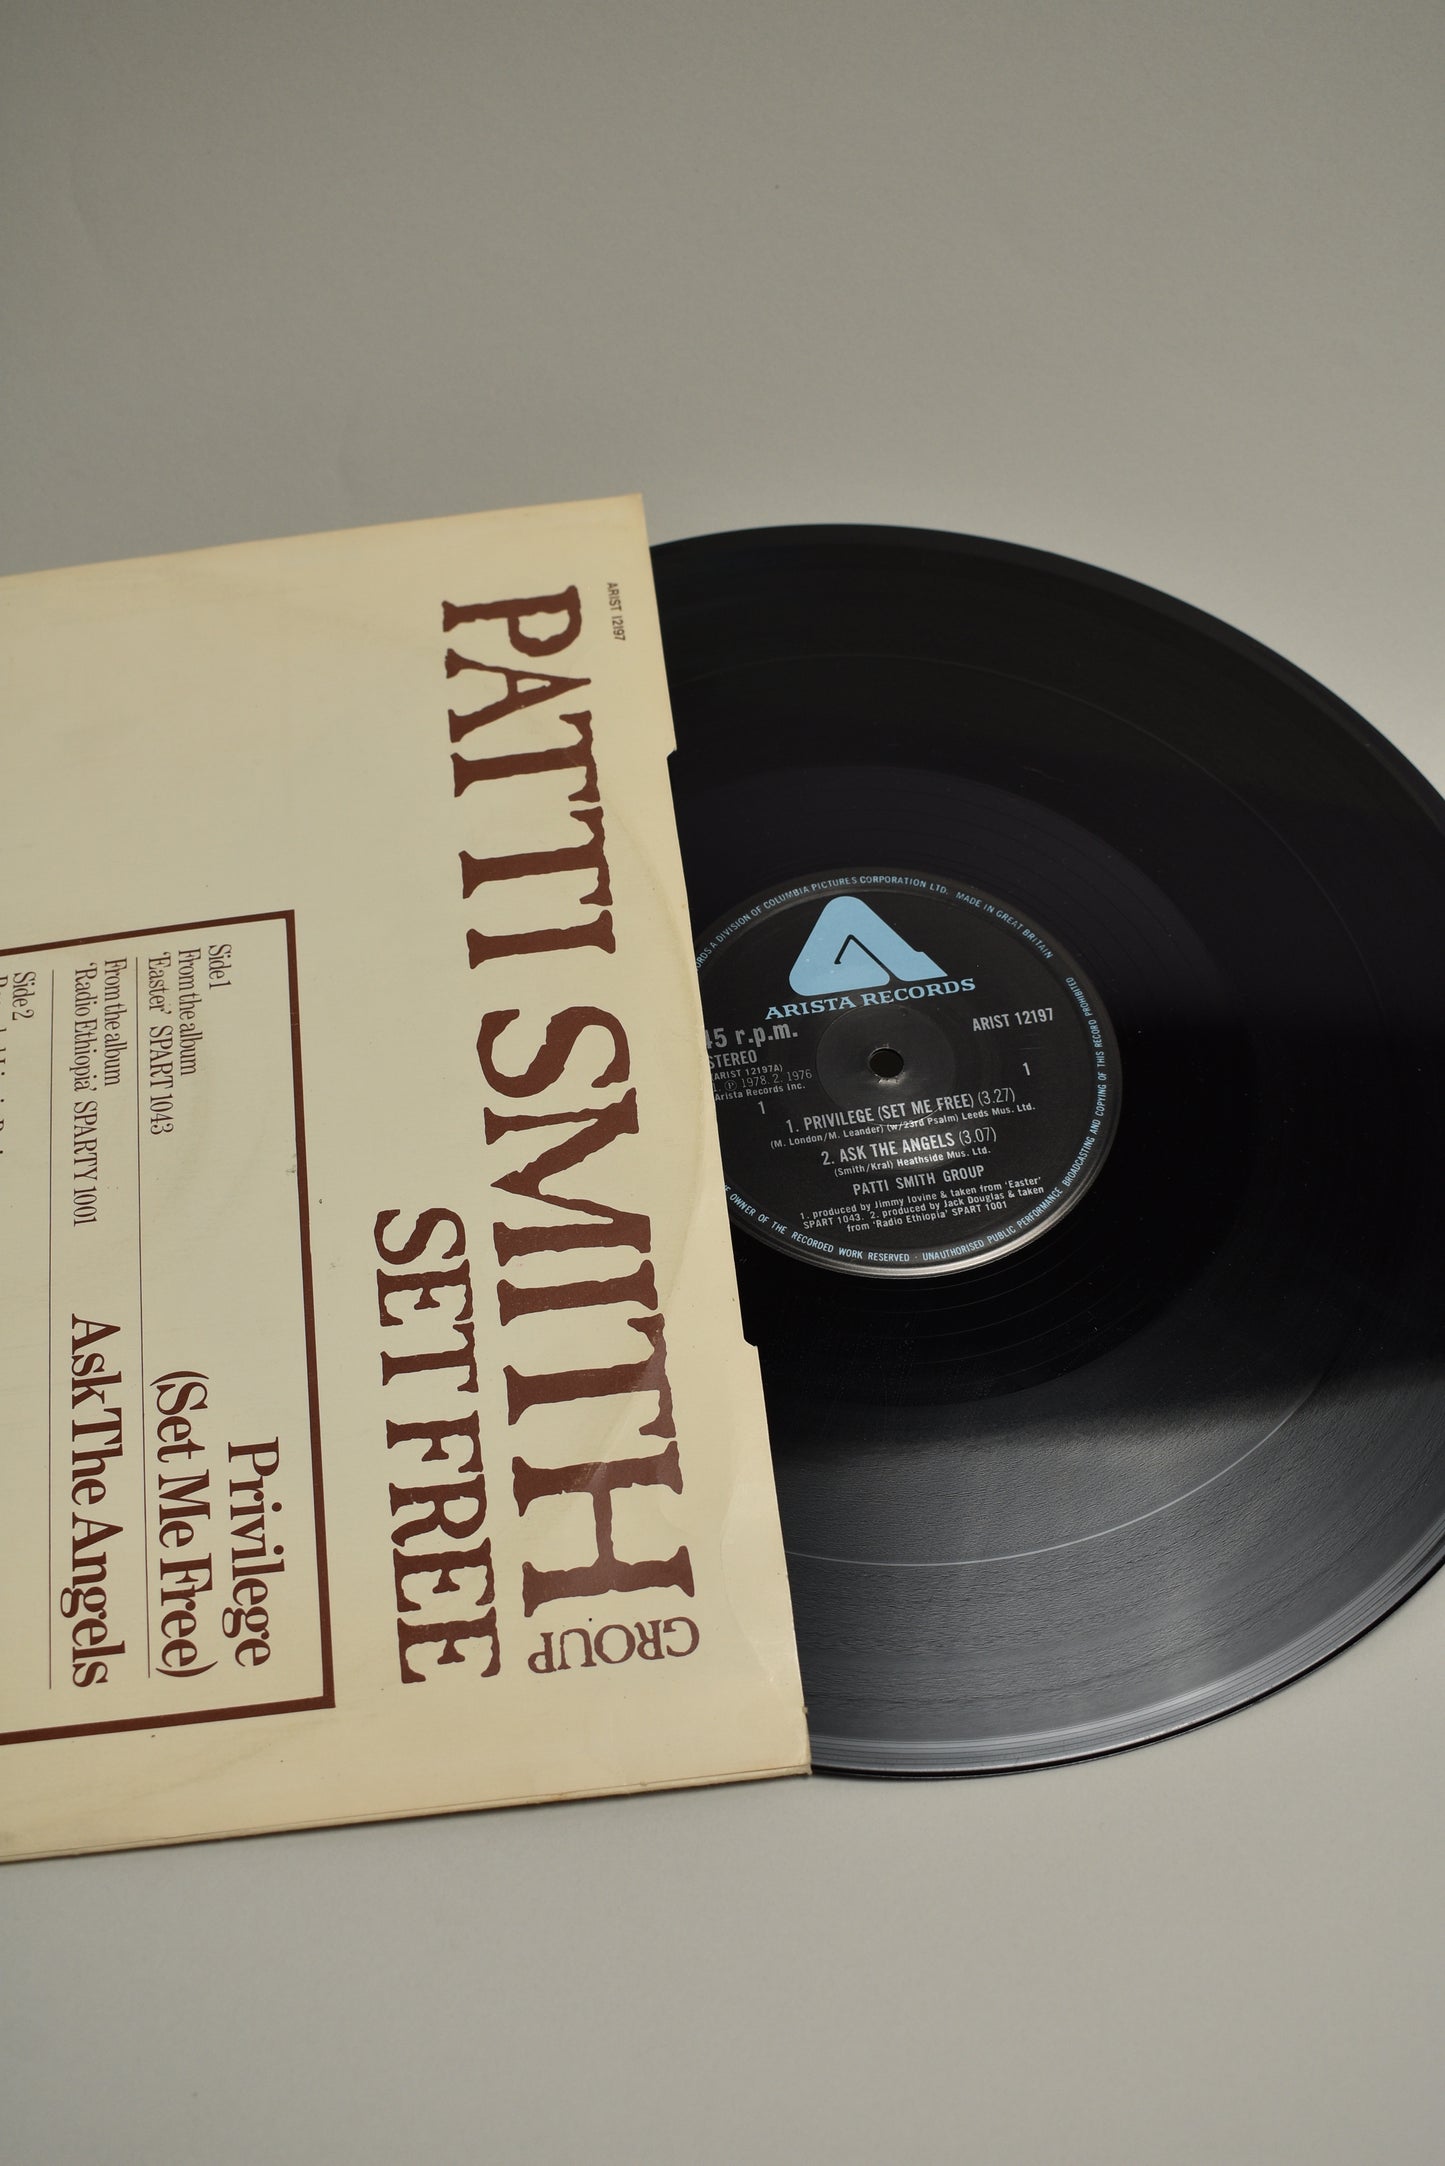 ARIST 12197
PATTI SMITH
GROUP
SET FREE
Side 1
From the album
'Easter' SPART 1043
Privilege
(Set Me Free)
From the album
'Radio Ethiopia' SPARTY 1001
Ask The Angels
Side 2
A DIVISION OF COLUMBIA PICTURES CORPORATION LTD. MADE IN GREAT BRITAIN
ARISTA RECORDS
45 r.p.m.
STEREO
(ARIST 12197A)
1. ℗ 1978. 2. 1976
Arista Records Inc.
1
ARIST 12197
1
1. PRIVILEGE (SET ME FREE) (3.27)
(M. London/M. Leander) (w/23rd Psalm) Leeds Mus. Ltd.
2. ASK THE ANGELS (3.07)
(Smith/Kral) Heathside Mus. Ltd.
PATTI SMITH GROUP
1. produced by Jimmy Iovine & taken from 'Easter'
SPART 1043. 2. produced by Jack Douglas & taken
from 'Radio Ethiopia' SPART 1001
OWNER OF THE RECORDED WORK RESERVED · UNAUTHORISED PUBLIC PERFORMANCE BROADCASTING AND COPYING OF THIS RECORD PROHIBITED